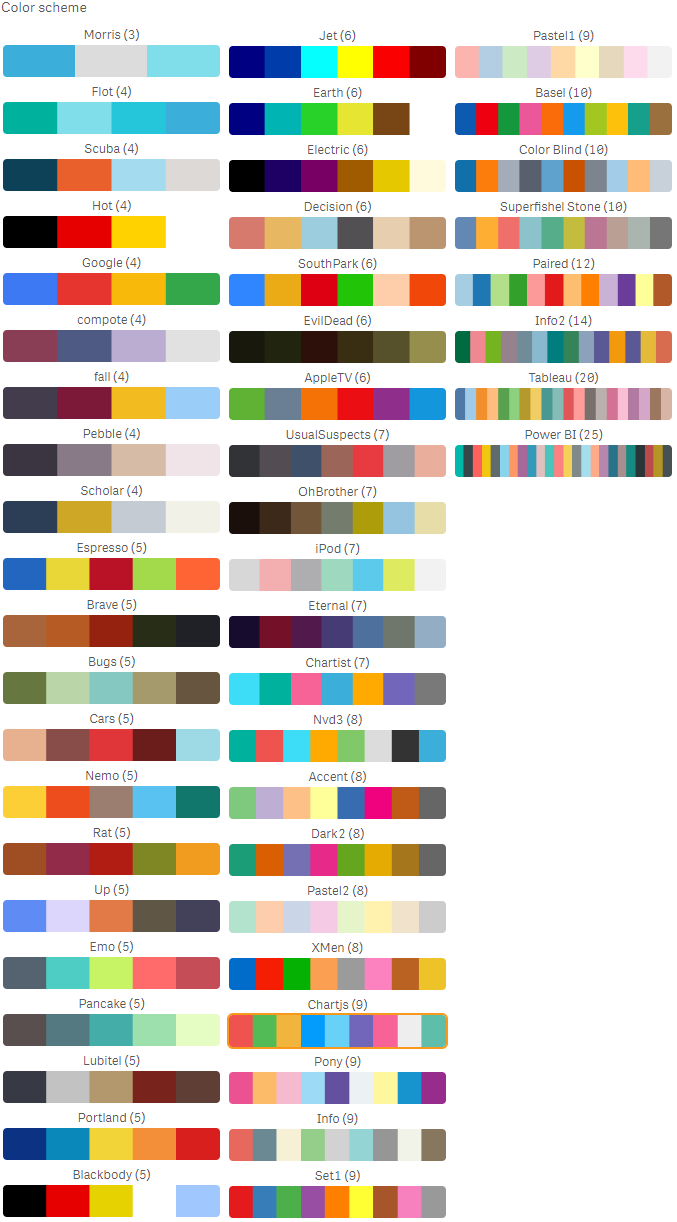 Color scheme
Morris (3)
Flot (4)
Scuba (4)
Hot (4)
Google (4)
compote (4)
fall (4)
Pebble (4)
Scholar (4)
Espresso (5)
Brave (5)
Bugs (5)
Cars (5)
Nemo (5)
Rat (5)
Up (5)
Emo (5)
Pancake (5)
Lubitel (5)
Portland (5)
Blackbody (5)
Jet (6)
Earth (6)
Electric (6)
Decision (6)
SouthPark (6)
EvilDead (6)
AppleTV (6)
UsualSuspects (7)
OhBrother (7)
iPod (7)
Eternal (7)
Chartist (7)
Nvd3 (8)
Accent (8)
Dark2 (8)
Pastel2 (8)
XMen (8)
Chartjs (9)
Pony (9)
Info (9)
Set1 (9)
Pastel1 (9)
Basel (10)
Color Blind (10)
Superfishel Stone (10)
Paired (12)
Info2 (14)
Tableau (20)
Power BI (25)